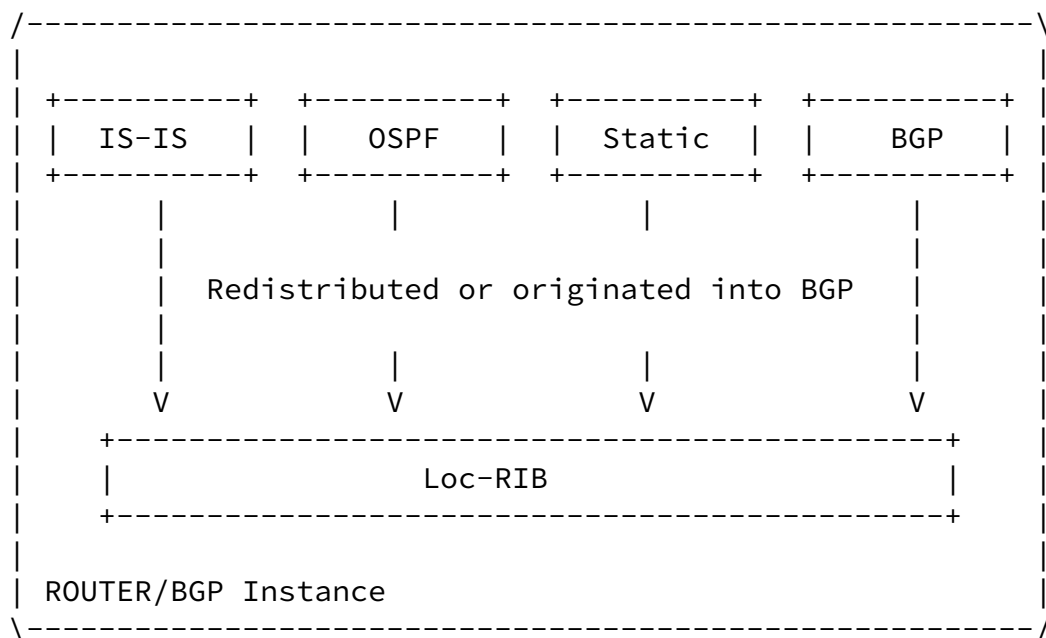 IS-IS OSPF Static BGP
Redistributed or originated into BGP
V V V V
Loc-RIB
ROUTER/BGP Instance